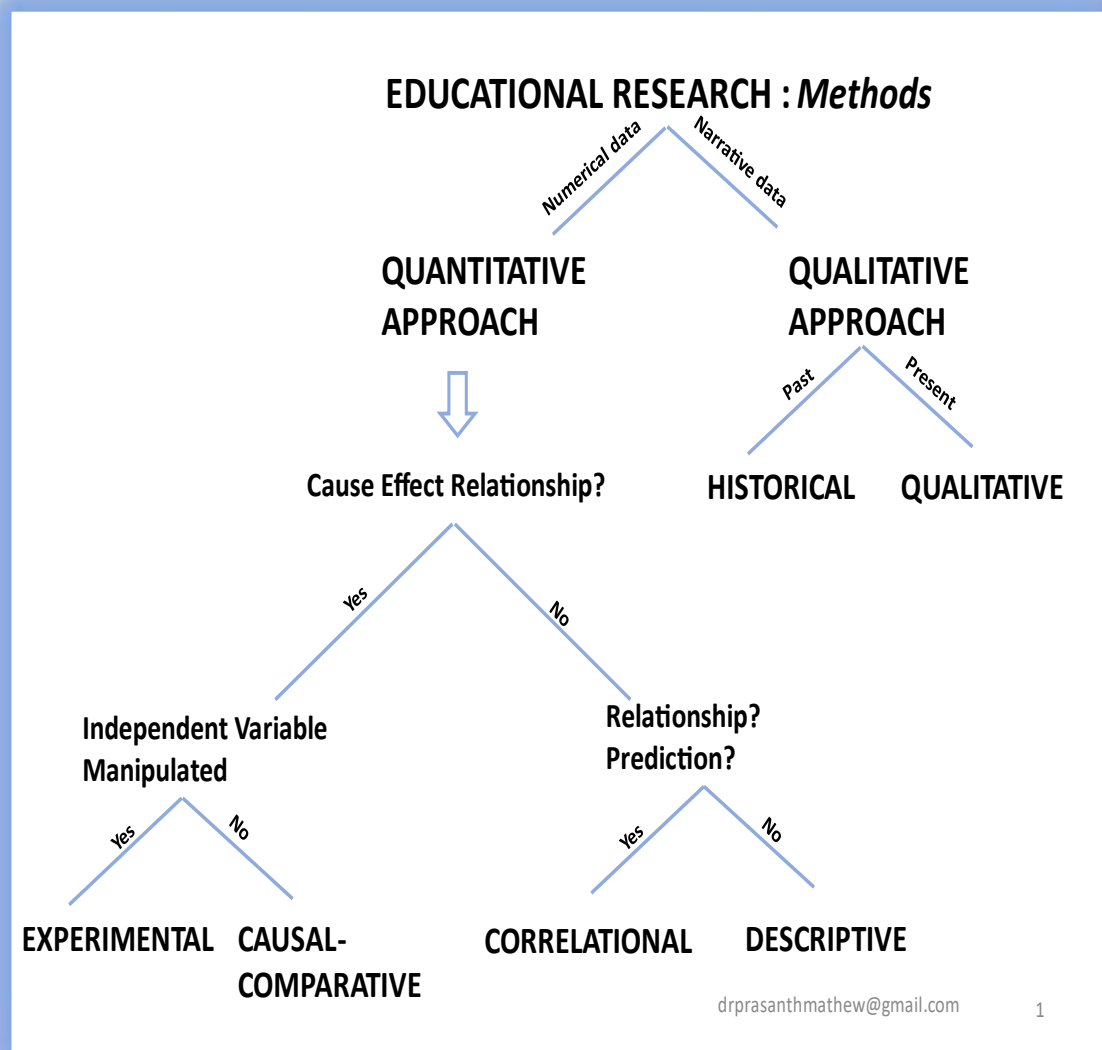 EDUCATIONAL RESEARCH : Methods
Numerical data
Narrative data
QUANTITATIVE
APPROACH
QUALITATIVE
APPROACH
Past
Present
Cause Effect Relationship?
HISTORICAL
QUALITATIVE
Yes
No
Independent Variable
Manipulated
Relationship?
Prediction?
Yes
No
Yes
No
EXPERIMENTAL
CAUSAL-
COMPARATIVE
CORRELATIONAL
DESCRIPTIVE
drprasanthmathew@gmail.com
1